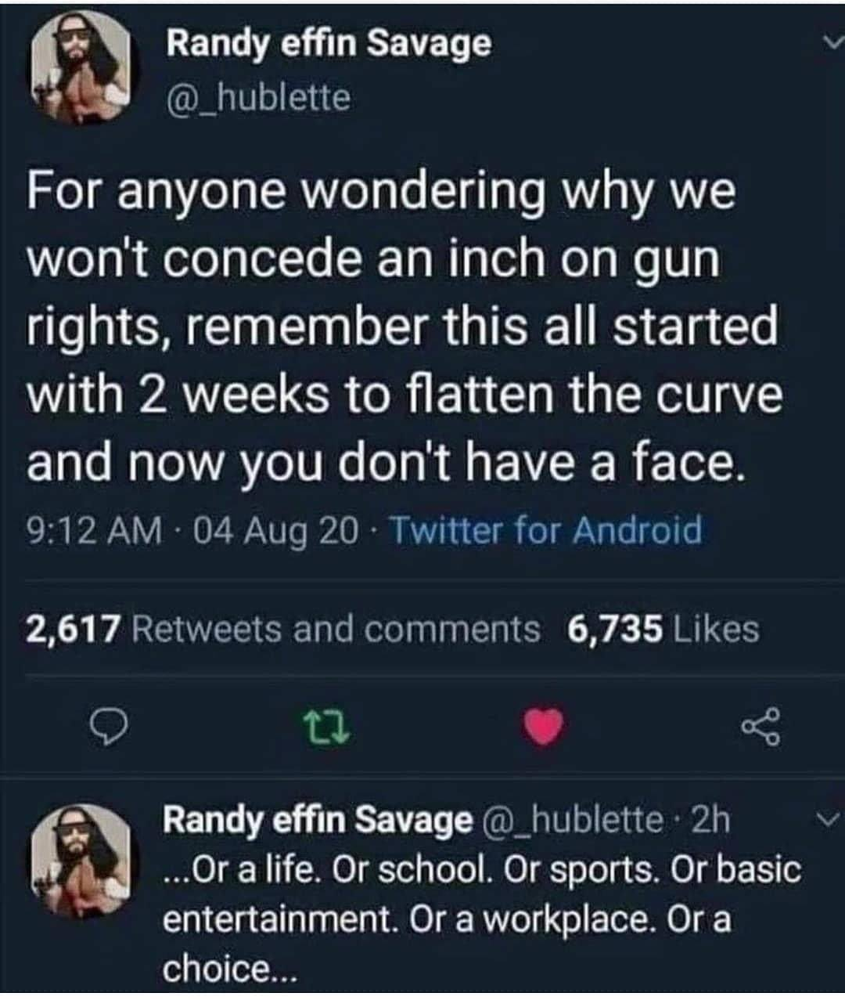 Randy effin Savage
@_hublette
For anyone wondering why we
won't concede an inch on gun
rights, remember this all started
with 2 weeks to flatten the curve
and now you don't have a face.
9:12 AM · 04 Aug 20 · Twitter for Android
2,617 Retweets and comments 6,735 Likes
Randy effin Savage @_hublette · 2h
...Or a life. Or school. Or sports. Or basic
entertainment. Or a workplace. Or a
choice...